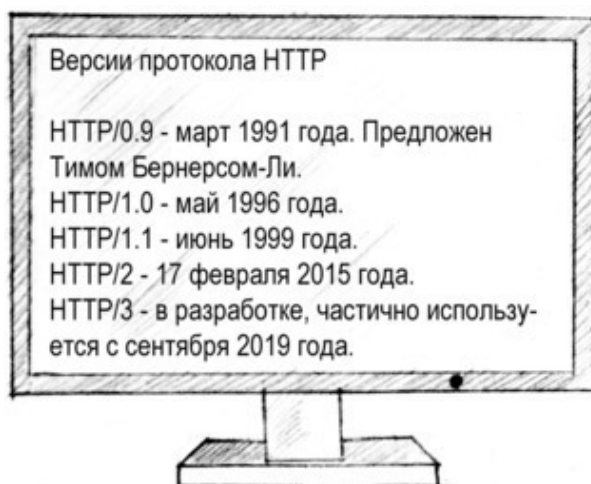 Версии протокола HTTP
HTTP/0.9 - март 1991 года. Предложен
Тимом Бернерсом-Ли.
HTTP/1.0 - май 1996 года.
HTTP/1.1 - июнь 1999 года.
HTTP/2 - 17 февраля 2015 года.
HTTP/3 - в разработке, частично использу-
ется с сентября 2019 года.